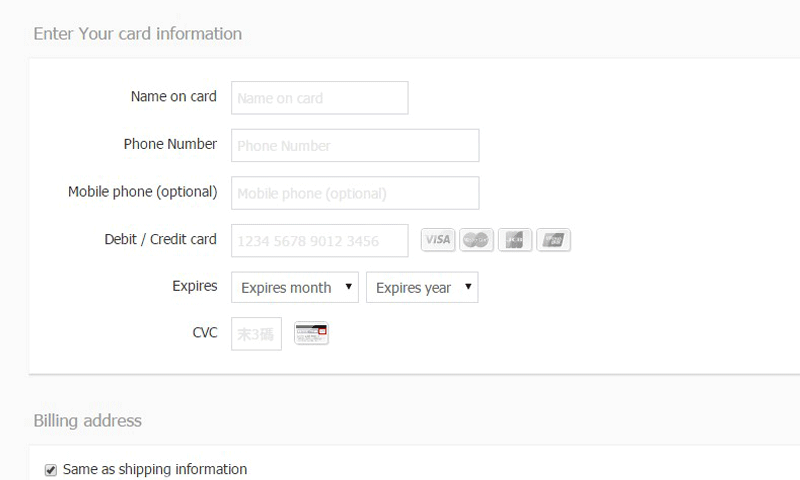 Enter Your card information
Name on card Name on card
Phone Number Phone Number
Mobile phone (optional) Mobile phone (optional)
Debit / Credit card 1234 5678 9012 3456 VISA JCB
Expires Expires month Expires year
CVC 末3碼
Billing address
Same as shipping information